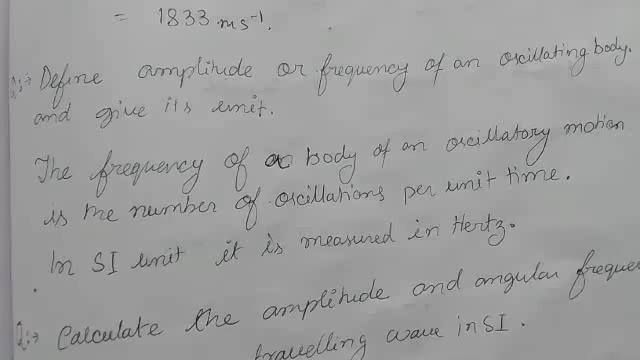 = 1833 ms⁻¹.
Q:→ Define amplitude or frequency of an oscillating body.
and give its unit.
The frequency of a body of an oscillatory motion
is the number of oscillations per unit time.
In SI unit it is measured in Hertz.
Q:→ Calculate the amplitude and angular freque
travelling wave in SI.